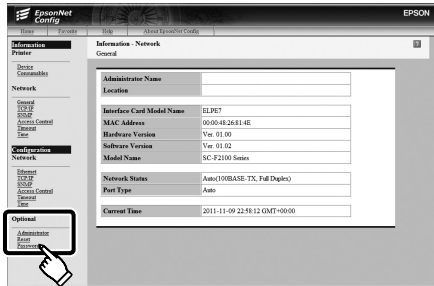 EpsonNet
Config
EPSON
Home Favorite Help About EpsonNet Config
Information
Printer
Device
Consumables
Network
General
TCP/IP
SNMP
Access Control
Timeout
Time
Configuration
Network
Ethernet
TCP/IP
SNMP
Access Control
Timeout
Time
Optional
Administrator
Reset
Password
Information - Network
General
?
Administrator Name
Location
Interface Card Model Name ELPE7
MAC Address 00:00:48:26:81:4E
Hardware Version Ver. 01.00
Software Version Ver. 01.02
Model Name SC-F2100 Series
Network Status Auto(100BASE-TX, Full Duplex)
Port Type Auto
Current Time 2011-11-09 22:58:12 GMT+00:00